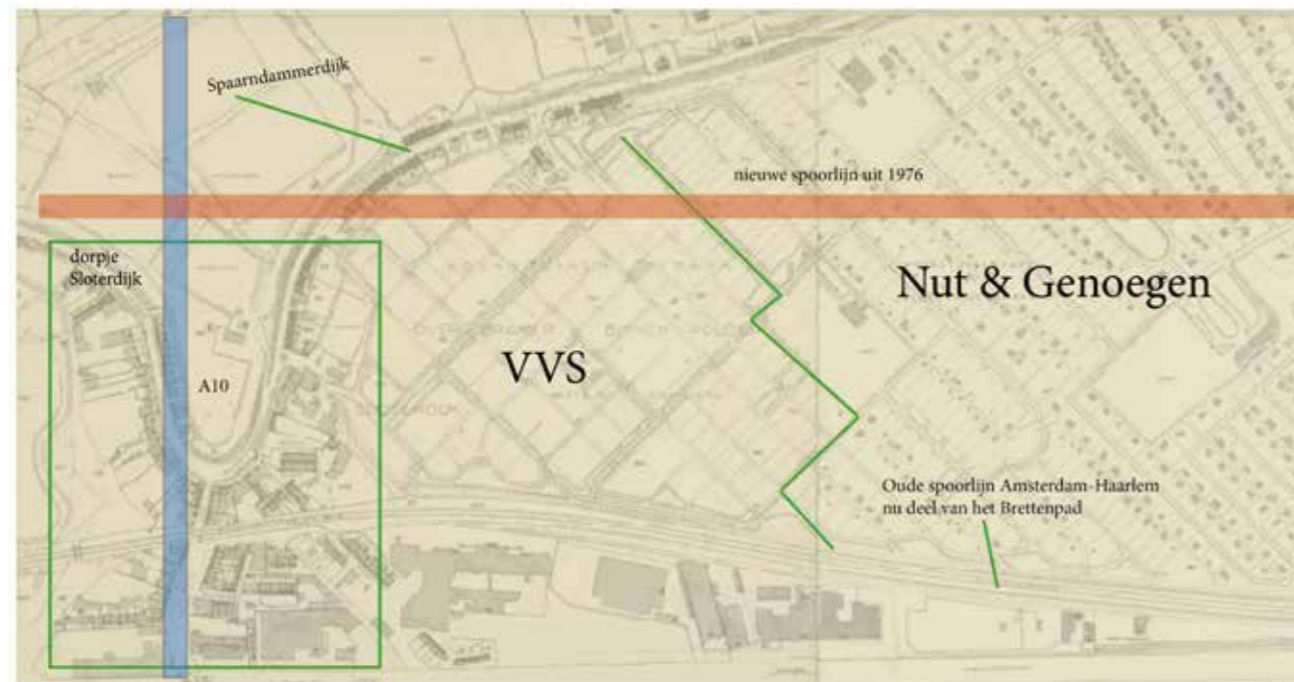 Spaarndammerdijk
nieuwe spoorlijn uit 1976
dorpje
Sloterdijk
Nut & Genoegen
VVS
A10
Oude spoorlijn Amsterdam-Haarlem
nu deel van het Brettenpad